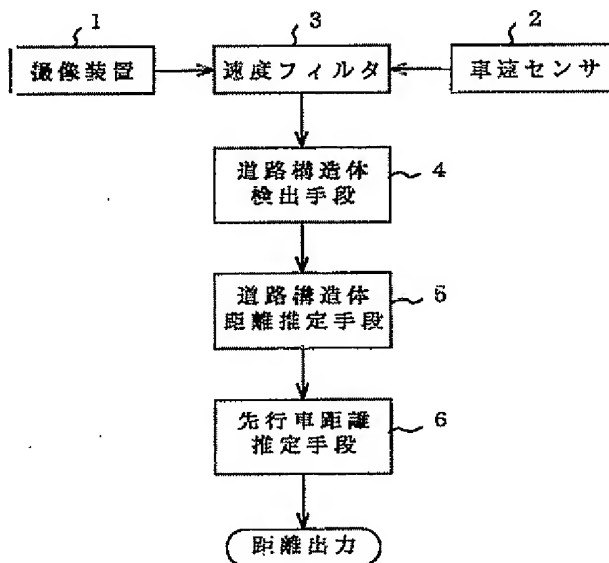 1
3
2
撮像装置
速度フィルタ
車速センサ
道路構造体
検出手段
4
道路構造体
距離推定手段
5
先行車距離
推定手段
6
距離出力